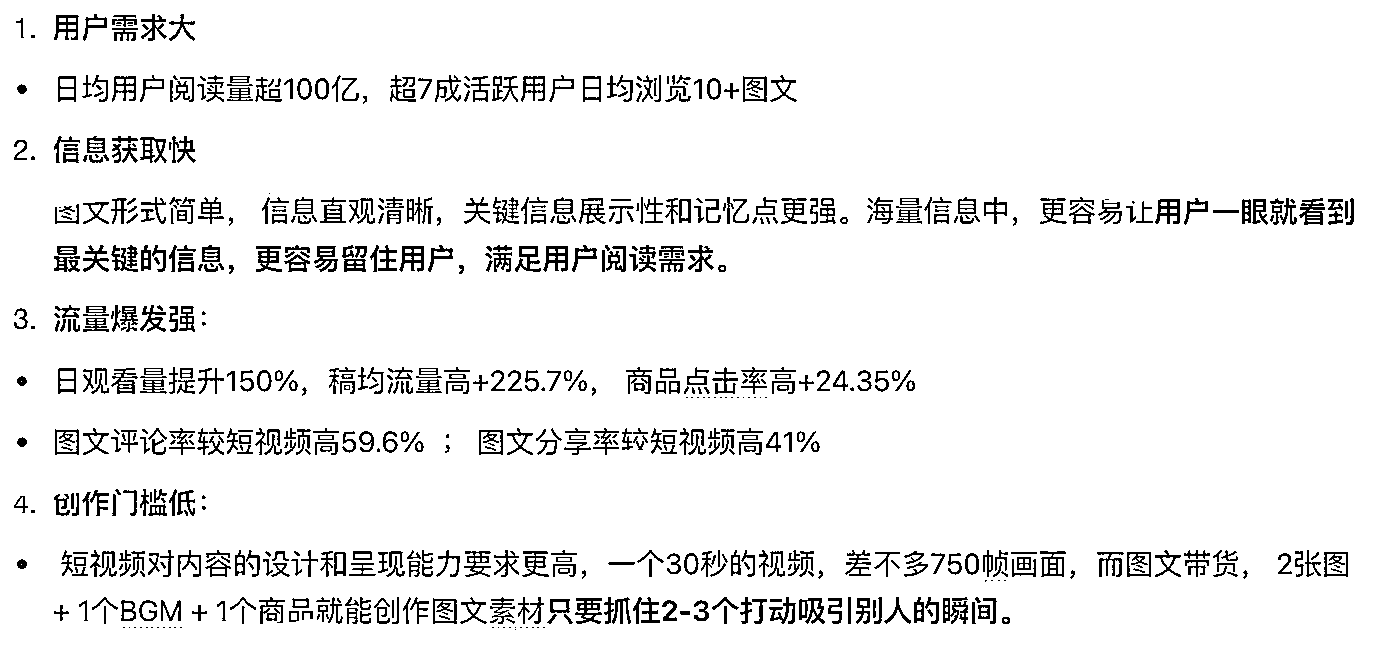 1. 用户需求大
• 日均用户阅读量超100亿，超7成活跃用户日均浏览10+图文
2. 信息获取快
图文形式简单， 信息直观清晰，关键信息展示性和记忆点更强。海量信息中，更容易让用户一眼就看到
最关键的信息，更容易留住用户，满足用户阅读需求。
3. 流量爆发强：
• 日观看量提升150%，稿均流量高+225.7%， 商品点击率高+24.35%
• 图文评论率较短视频高59.6% ； 图文分享率较短视频高41%
4. 创作门槛低：
• 短视频对内容的设计和呈现能力要求更高，一个30秒的视频，差不多750帧画面，而图文带货， 2张图
+ 1个BGM + 1个商品就能创作图文素材只要抓住2-3个打动吸引别人的瞬间。